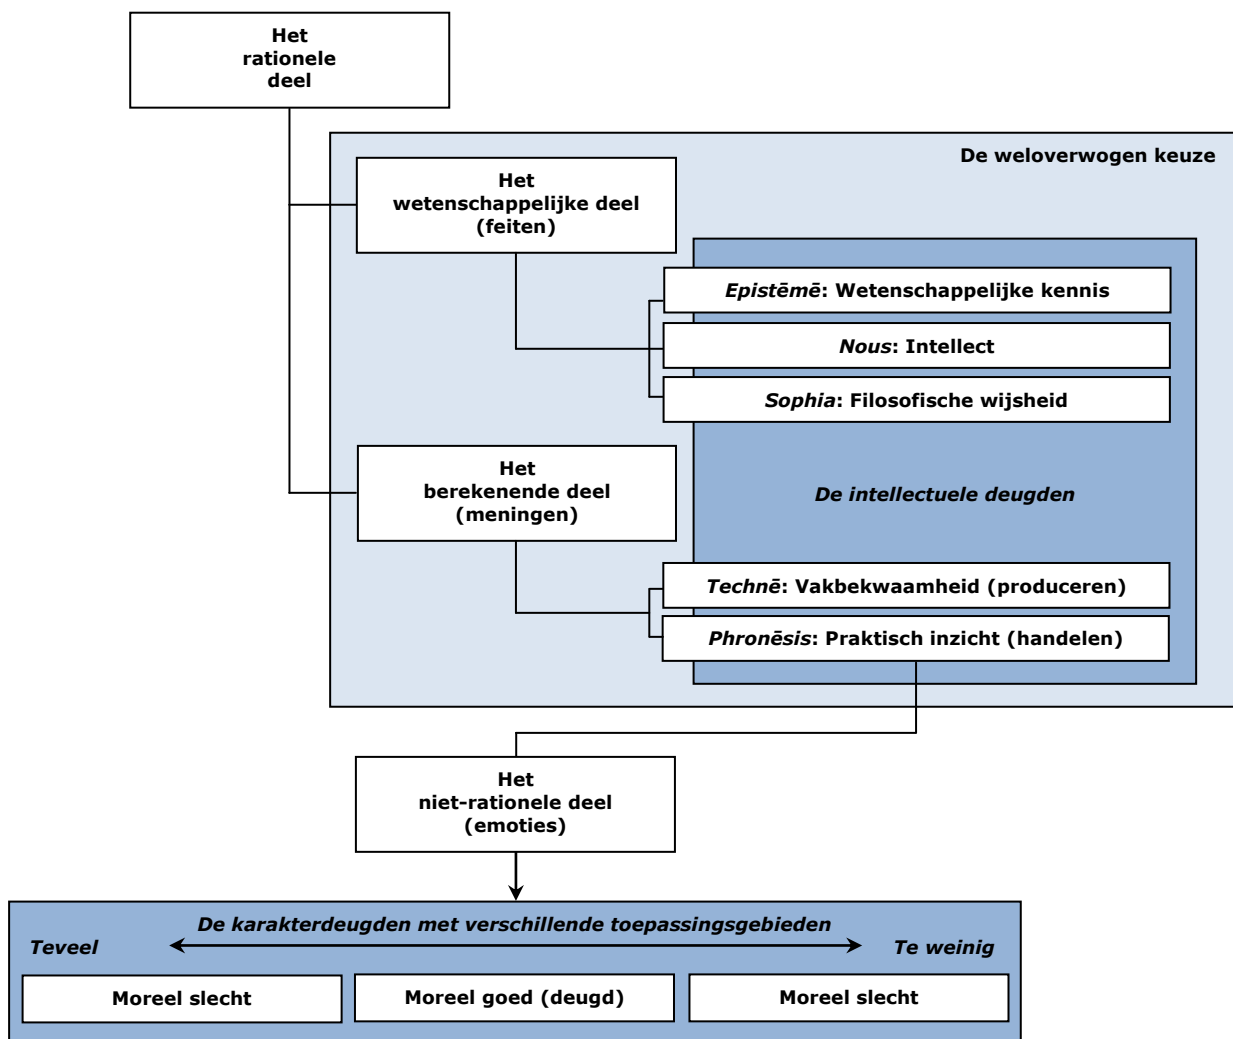 Het
rationele
deel
De weloverwogen keuze
Het
wetenschappelijke deel
(feiten)
Epistēmē: Wetenschappelijke kennis
Nous: Intellect
Sophia: Filosofische wijsheid
Het
berekenende deel
(meningen)
De intellectuele deugden
Technē: Vakbekwaamheid (produceren)
Phronēsis: Praktisch inzicht (handelen)
Het
niet-rationele deel
(emoties)
De karakterdeugden met verschillende toepassingsgebieden
Teveel
Te weinig
Moreel slecht
Moreel goed (deugd)
Moreel slecht